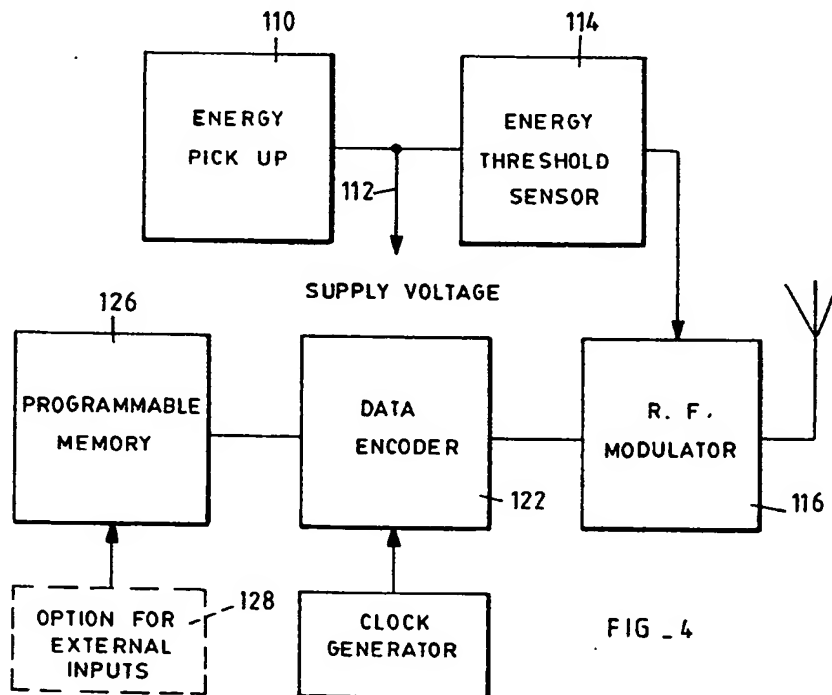 110
114
ENERGY
PICK UP
ENERGY
THRESHOLD
SENSOR
112
SUPPLY VOLTAGE
126
PROGRAMMABLE
MEMORY
DATA
ENCODER
122
R. F.
MODULATOR
116
OPTION FOR
EXTERNAL
INPUTS
128
CLOCK
GENERATOR
FIG _ 4